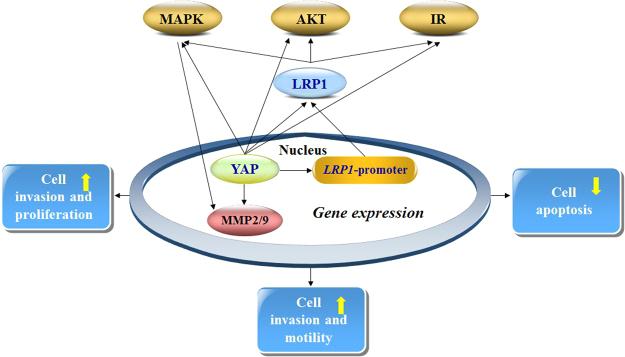 MAPK
AKT
IR
LRP1
Nucleus
YAP
LRP1-promoter
MMP2/9
Gene expression
Cell
invasion and
proliferation
Cell
apoptosis
Cell
invasion and
motility